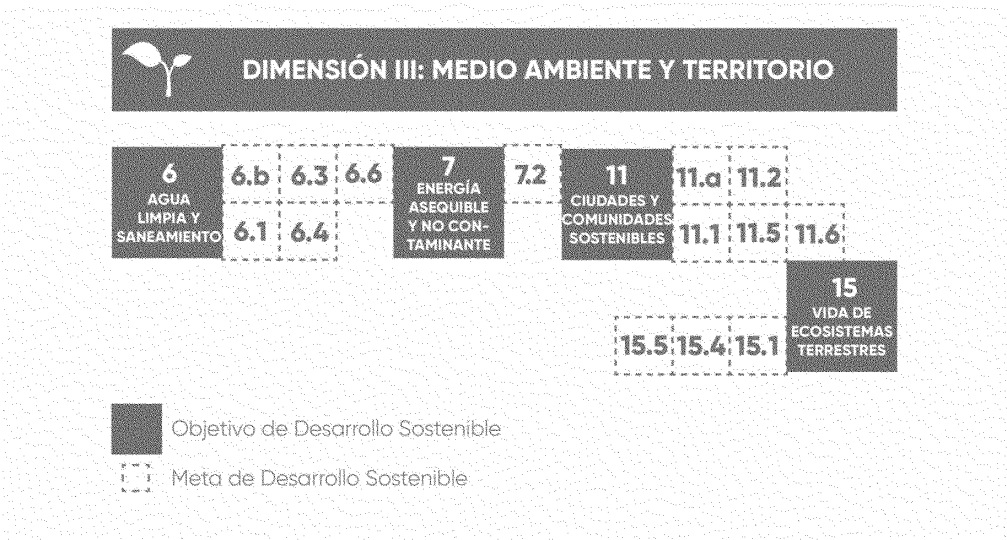 DIMENSIÓN III: MEDIO AMBIENTE Y TERRITORIO
6
AGUA
LIMPIA Y
SANEAMIENTO
6.b 6.3 6.6
6.1 6.4
7
ENERGÍA
ASEQUIBLE
Y NO CON-
TAMINANTE
7.2
11
CIUDADES Y
COMUNIDADES
SOSTENIBLES
11.a 11.2
11.1 11.5 11.6
15
VIDA DE
ECOSISTEMAS
TERRESTRES
15.5 15.4 15.1
Objetivo de Desarrollo Sostenible
Meta de Desarrollo Sostenible